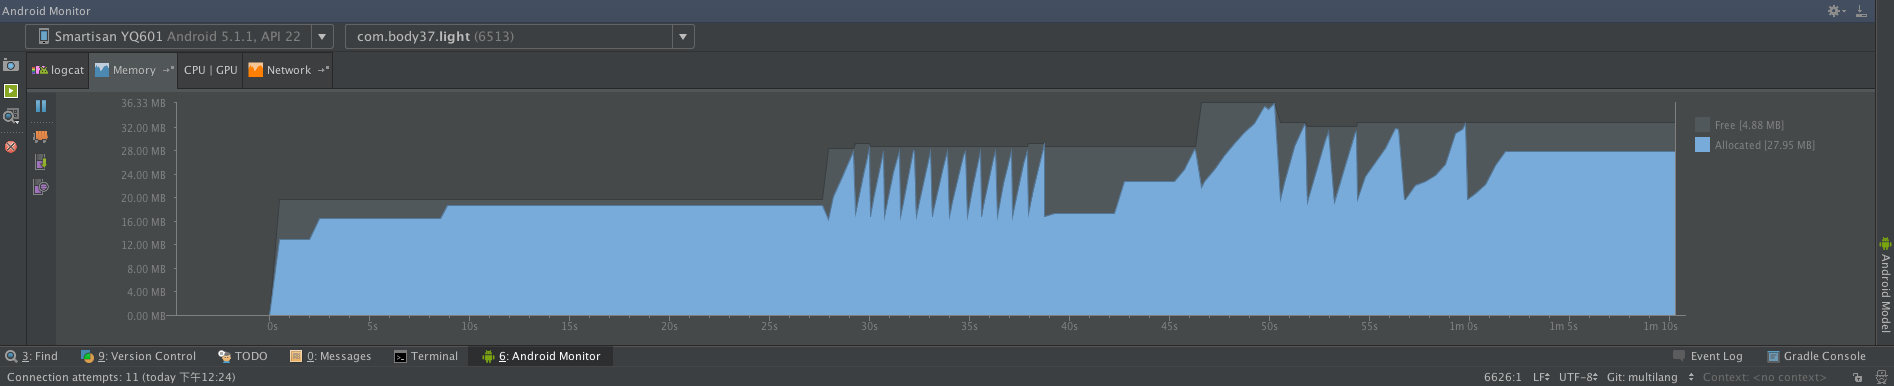 Android Monitor
Smartisan YQ601 Android 5.1.1, API 22 com.body37.light (6513)
logcat Memory CPU | GPU Network
36.33 MB
32.00 MB
28.00 MB
24.00 MB
20.00 MB
16.00 MB
12.00 MB
8.00 MB
4.00 MB
0.00 MB
Free [4.88 MB]
Allocated [27.95 MB]
0s 5s 10s 15s 20s 25s 30s 35s 40s 45s 50s 55s 1m 0s 1m 5s 1m 10s
Android Model
3: Find 9: Version Control TODO 0: Messages Terminal 6: Android Monitor Event Log Gradle Console
Connection attempts: 11 (today 下午12:24) 6626:1 LF UTF-8 Git: multilang Context: <no context>